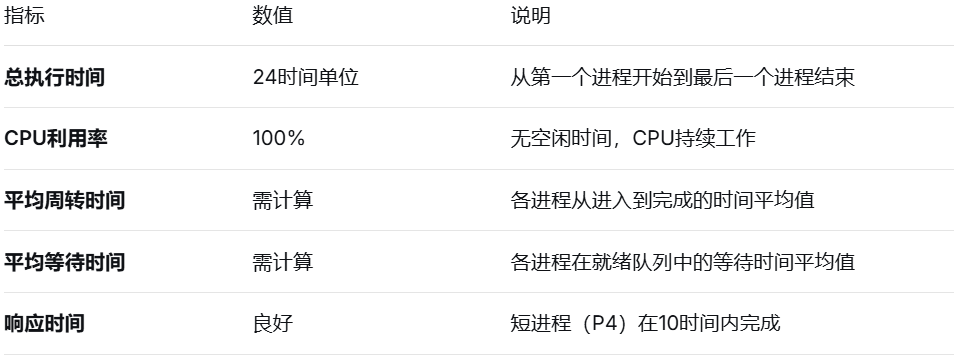 指标 数值 说明
总执行时间 24时间单位 从第一个进程开始到最后一个进程结束
CPU利用率 100% 无空闲时间，CPU持续工作
平均周转时间 需计算 各进程从进入到完成的时间平均值
平均等待时间 需计算 各进程在就绪队列中的等待时间平均值
响应时间 良好 短进程（P4）在10时间内完成